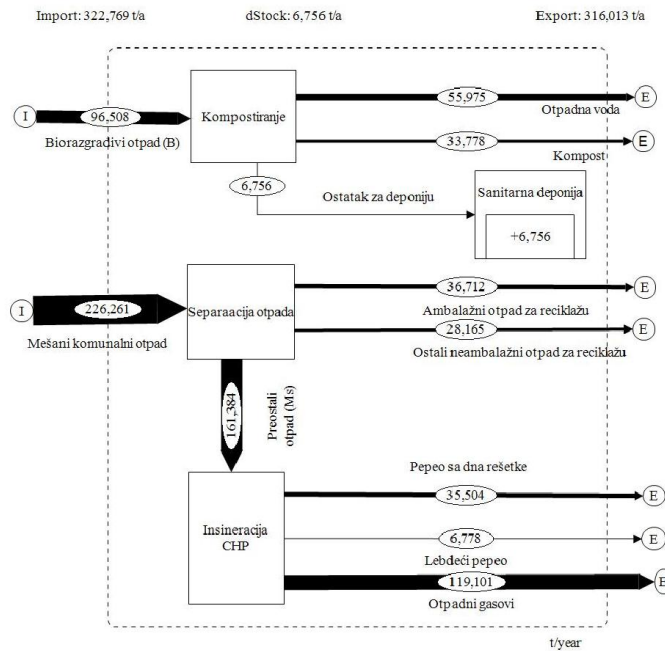 Import: 322,769 t/a dStock: 6,756 t/a Export: 316,013 t/a
I
96,508
Biorazgradivi otpad (B)
Kompostiranje
55,975
E
Otpadna voda
33,778
E
Kompost
6,756
Ostatak za deponiju
Sanitarna deponija
+6,756
I
226,261
Mešani komunalni otpad
Separaacija otpada
36,712
E
Ambalažni otpad za reciklažu
28,165
E
Ostali neambalažni otpad za reciklažu
161,384
Preostali
otpad (Ms)
Insineracija
CHP
Pepeo sa dna rešetke
35,504
E
6,778
E
Lebdeći pepeo
119,101
E
Otpadni gasovi
t/year